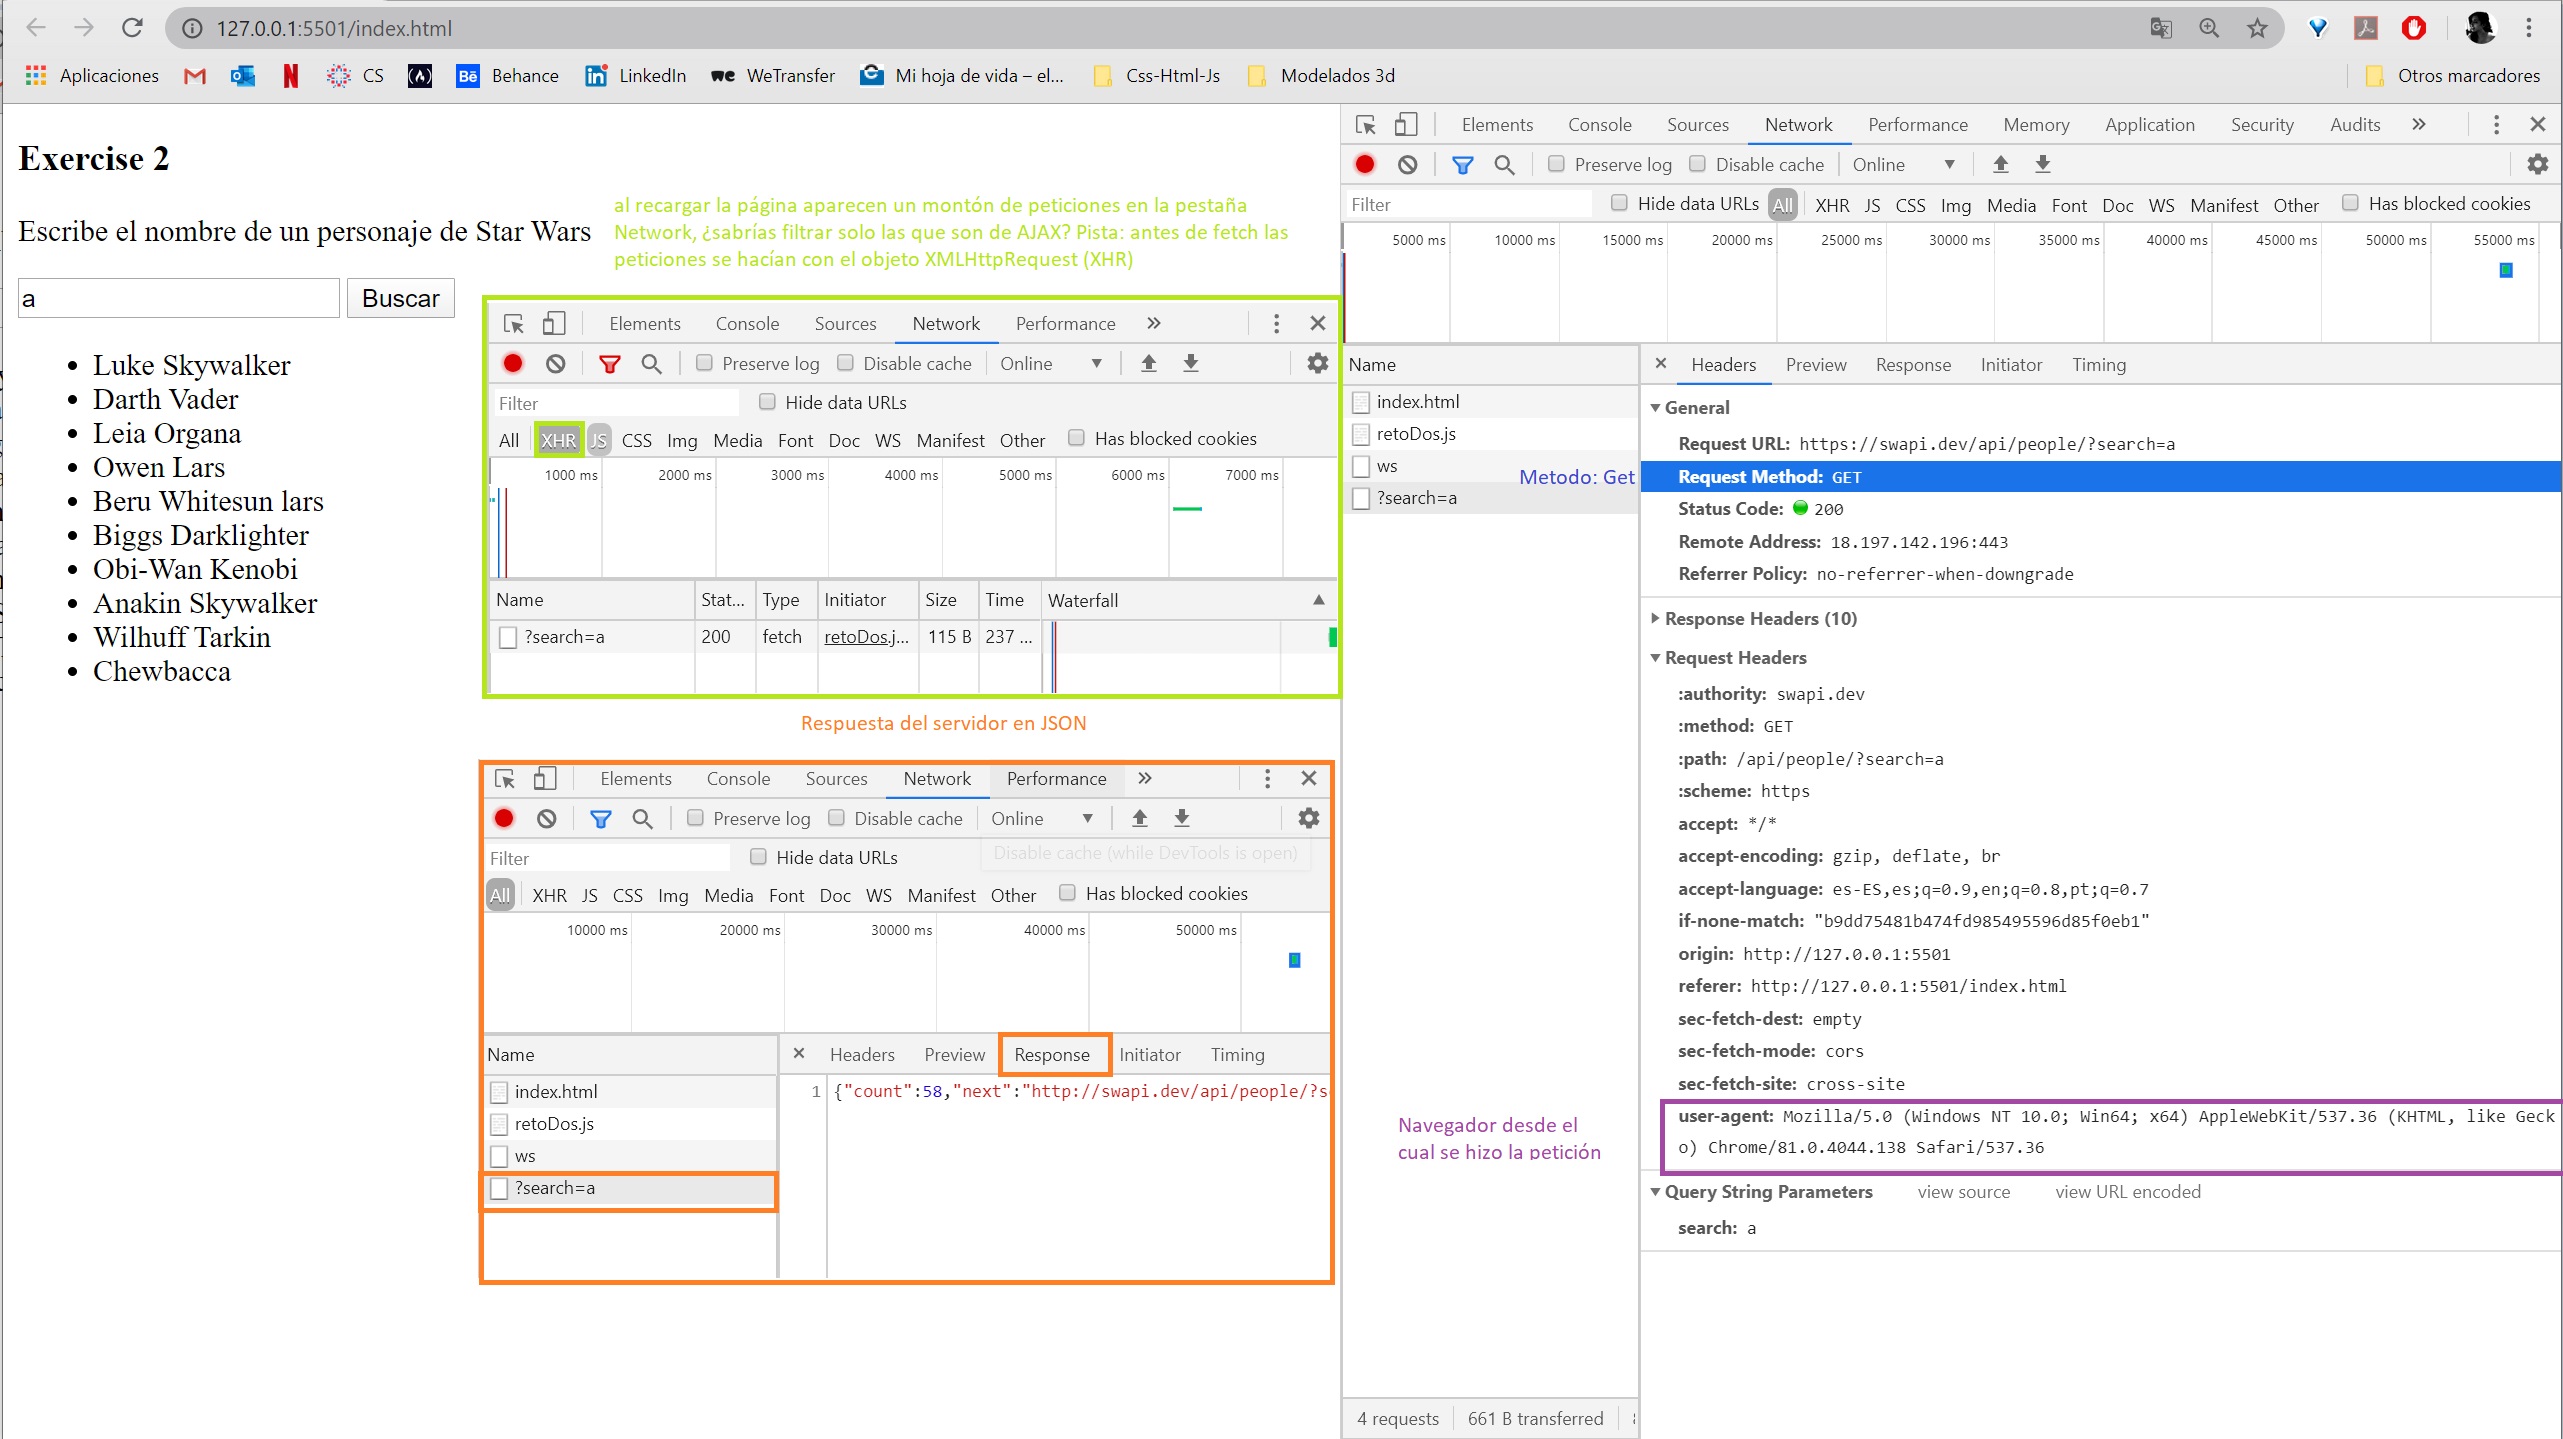 127.0.0.1:5501/index.html
Aplicaciones
CS
Behance
LinkedIn
WeTransfer
Mi hoja de vida – el...
Css-Html-Js
Modelados 3d
Otros marcadores
Exercise 2
Escribe el nombre de un personaje de Star Wars
a
Buscar
Luke Skywalker
Darth Vader
Leia Organa
Owen Lars
Beru Whitesun lars
Biggs Darklighter
Obi-Wan Kenobi
Anakin Skywalker
Wilhuff Tarkin
Chewbacca
al recargar la página aparecen un montón de peticiones en la pestaña
Network, ¿sabrías filtrar solo las que son de AJAX? Pista: antes de fetch las
peticiones se hacían con el objeto XMLHttpRequest (XHR)
Elements Console Sources Network Performance »
Preserve log Disable cache Online
Filter Hide data URLs
All XHR JS CSS Img Media Font Doc WS Manifest Other Has blocked cookies
1000 ms 2000 ms 3000 ms 4000 ms 5000 ms 6000 ms 7000 ms
Name Stat... Type Initiator Size Time Waterfall
?search=a 200 fetch retoDos.j... 115 B 237 ...
Respuesta del servidor en JSON
Elements Console Sources Network Performance »
Preserve log Disable cache Online
Filter Hide data URLs Disable cache (while DevTools is open)
All XHR JS CSS Img Media Font Doc WS Manifest Other Has blocked cookies
10000 ms 20000 ms 30000 ms 40000 ms 50000 ms
Name
index.html
retoDos.js
ws
?search=a
Headers Preview Response Initiator Timing
1 {"count":58,"next":"http://swapi.dev/api/people/?s
Elements Console Sources Network Performance Memory Application Security Audits »
Preserve log Disable cache Online
Filter Hide data URLs All XHR JS CSS Img Media Font Doc WS Manifest Other Has blocked cookies
5000 ms 10000 ms 15000 ms 20000 ms 25000 ms 30000 ms 35000 ms 40000 ms 45000 ms 50000 ms 55000 ms
Name
index.html
retoDos.js
ws
?search=a
Metodo: Get
Navegador desde el
cual se hizo la petición
4 requests 661 B transferred
Headers Preview Response Initiator Timing
General
Request URL: https://swapi.dev/api/people/?search=a
Request Method: GET
Status Code: 200
Remote Address: 18.197.142.196:443
Referrer Policy: no-referrer-when-downgrade
Response Headers (10)
Request Headers
:authority: swapi.dev
:method: GET
:path: /api/people/?search=a
:scheme: https
accept: */*
accept-encoding: gzip, deflate, br
accept-language: es-ES,es;q=0.9,en;q=0.8,pt;q=0.7
if-none-match: "b9dd75481b474fd985495596d85f0eb1"
origin: http://127.0.0.1:5501
referer: http://127.0.0.1:5501/index.html
sec-fetch-dest: empty
sec-fetch-mode: cors
sec-fetch-site: cross-site
user-agent: Mozilla/5.0 (Windows NT 10.0; Win64; x64) AppleWebKit/537.36 (KHTML, like Geck
o) Chrome/81.0.4044.138 Safari/537.36
Query String Parameters view source view URL encoded
search: a